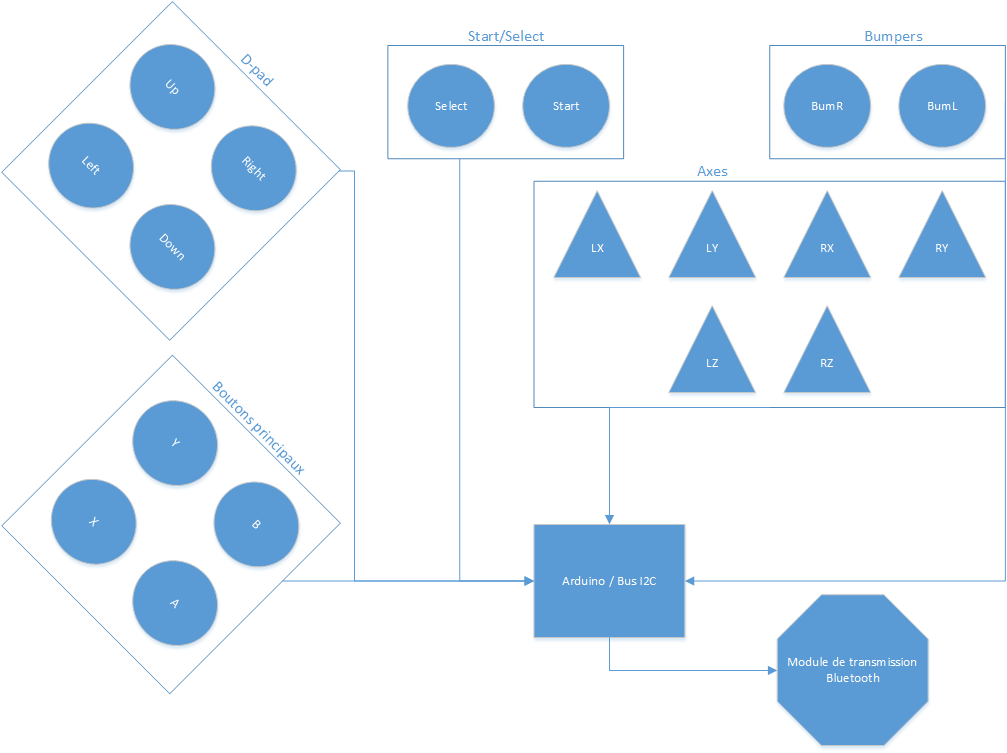 D-pad
Up
Left
Right
Down
Start/Select
Select
Start
Bumpers
BumR
BumL
Axes
LX
LY
RX
RY
LZ
RZ
Boutons principaux
Y
X
B
A
Arduino / Bus I2C
Module de transmission
Bluetooth